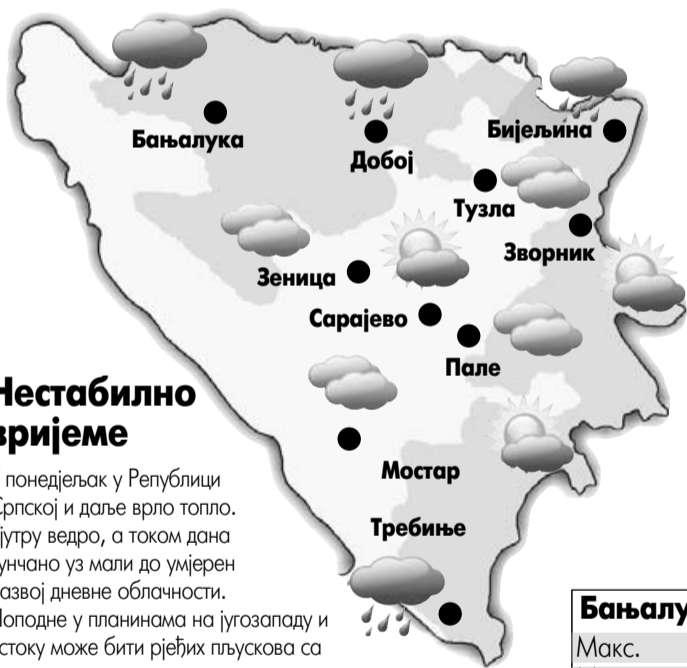 Бањалука
Добој
Бијељина
Тузла
Зворник
Зеница
Сарајево
Пале
Мостар
Требиње
Нестабилно
вријеме
понедјељак у Републици
Српској и даље врло топло.
јутру ведро, а током дана
унчано уз мали до умјерен
азвој дневне облачности.
Поподне у планинама на југозападу и
стоку може бити рјеђих пљускова са
Бањалу
Макс.